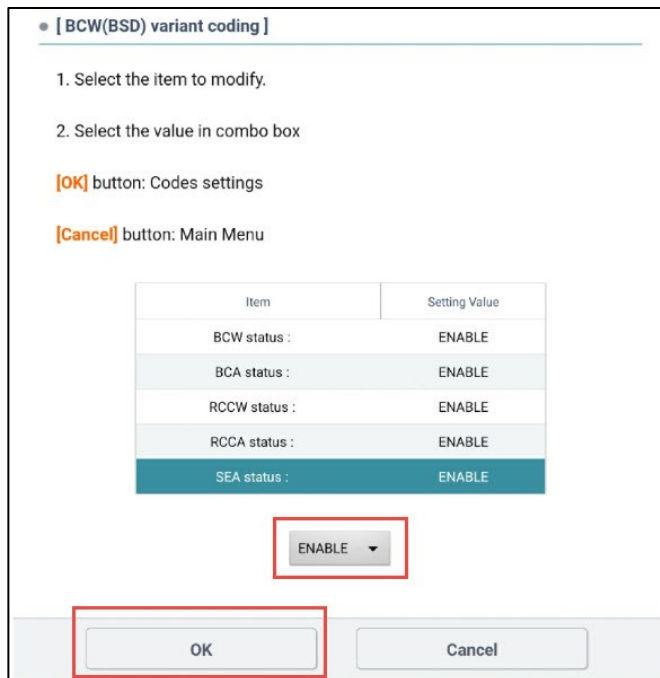 [ BCW(BSD) variant coding ]
1. Select the item to modify.
2. Select the value in combo box
[OK] button: Codes settings
[Cancel] button: Main Menu
Item Setting Value
BCW status : ENABLE
BCA status : ENABLE
RCCW status : ENABLE
RCCA status : ENABLE
SEA status : ENABLE
ENABLE
OK Cancel